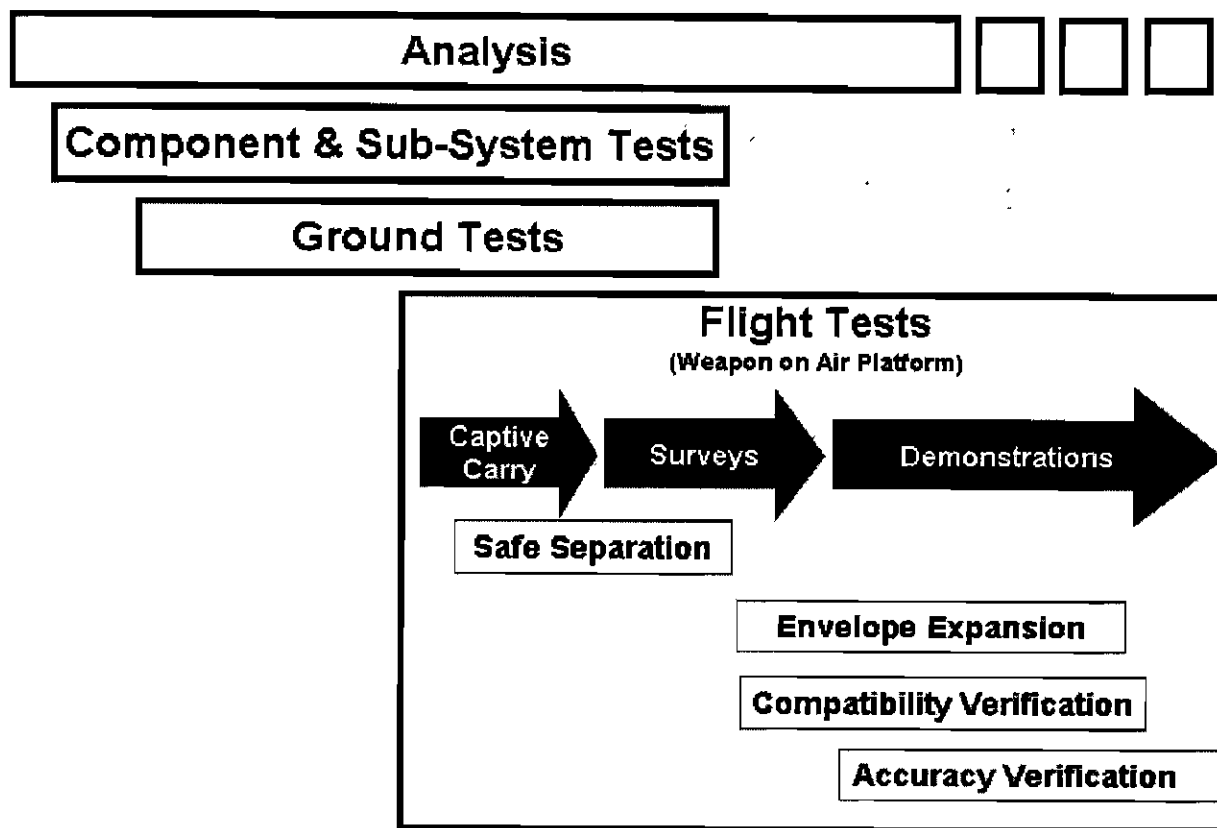 Analysis
Component & Sub-System Tests
Ground Tests
Flight Tests
(Weapon on Air Platform)
Captive
Carry
Surveys
Demonstrations
Safe Separation
Envelope Expansion
Compatibility Verification
Accuracy Verification